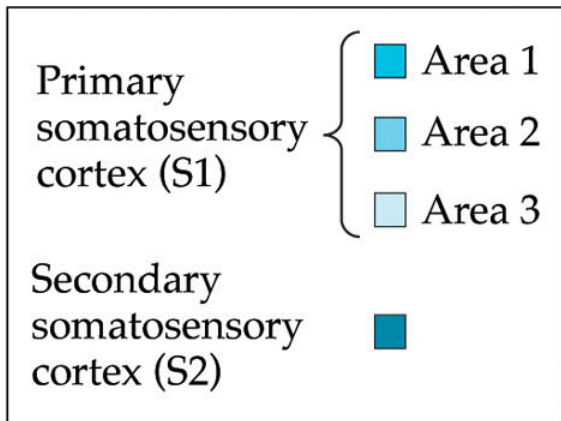 Primary
somatosensory
cortex (S1)
Area 1
Area 2
Area 3
Secondary
somatosensory
cortex (S2)